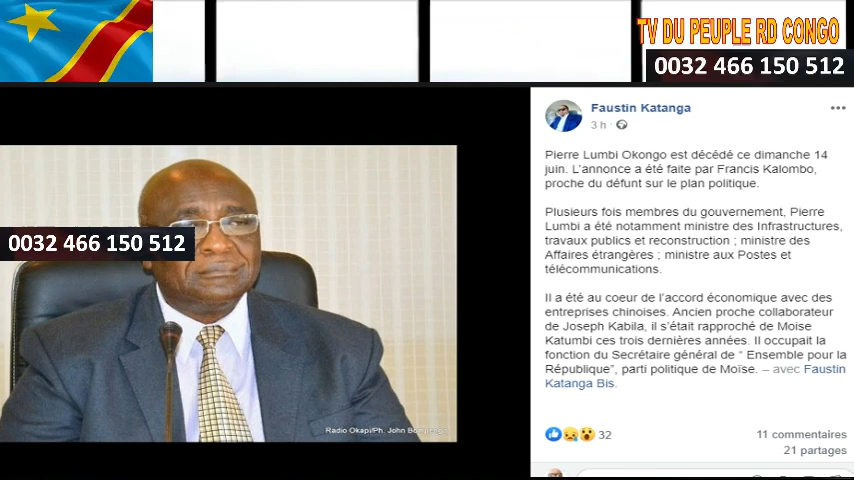 TV DU PEUPLE RD CONGO
0032 466 150 512
0032 466 150 512
Radio Okapi/Ph. John
Faustin Katanga
3 h
Pierre Lumbi Okongo est décédé ce dimanche 14
juin. L'annonce a été faite par Francis Kalombo,
proche du défunt sur le plan politique.
Plusieurs fois membres du gouvernement, Pierre
Lumbi a été notamment ministre des Infrastructures,
travaux publics et reconstruction ; ministre des
Affaires étrangères ; ministre aux Postes et
télécommunications.
Il a été au coeur de l'accord économique avec des
entreprises chinoises. Ancien proche collaborateur
de Joseph Kabila, il s'était rapproché de Moise
Katumbi ces trois dernières années. Il occupait la
fonction du Secrétaire général de " Ensemble pour la
République", parti politique de Moïse. – avec Faustin
Katanga Bis.
32
11 commentaires
21 partages